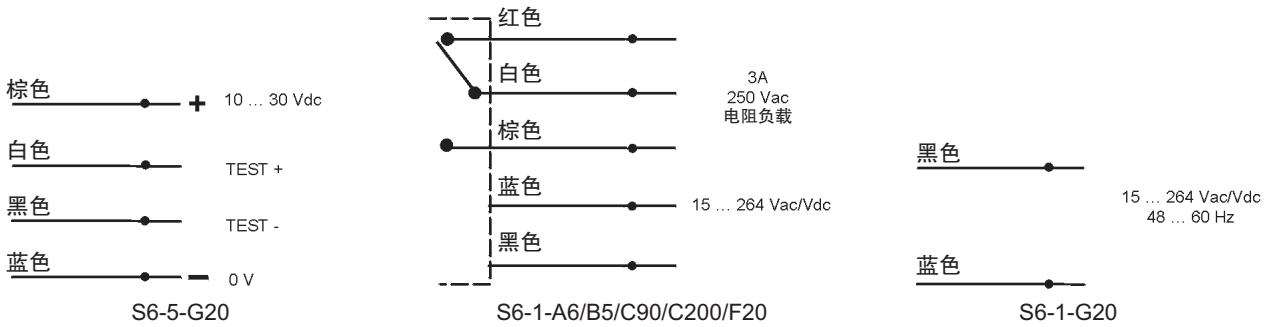 棕色
+ 10 ... 30 Vdc
白色
TEST +
黑色
TEST -
蓝色
− 0 V
S6-5-G20
红色
白色
棕色
蓝色
黑色
3A
250 Vac
电阻负载
15 ... 264 Vac/Vdc
S6-1-A6/B5/C90/C200/F20
黑色
蓝色
15 ... 264 Vac/Vdc
48 ... 60 Hz
S6-1-G20